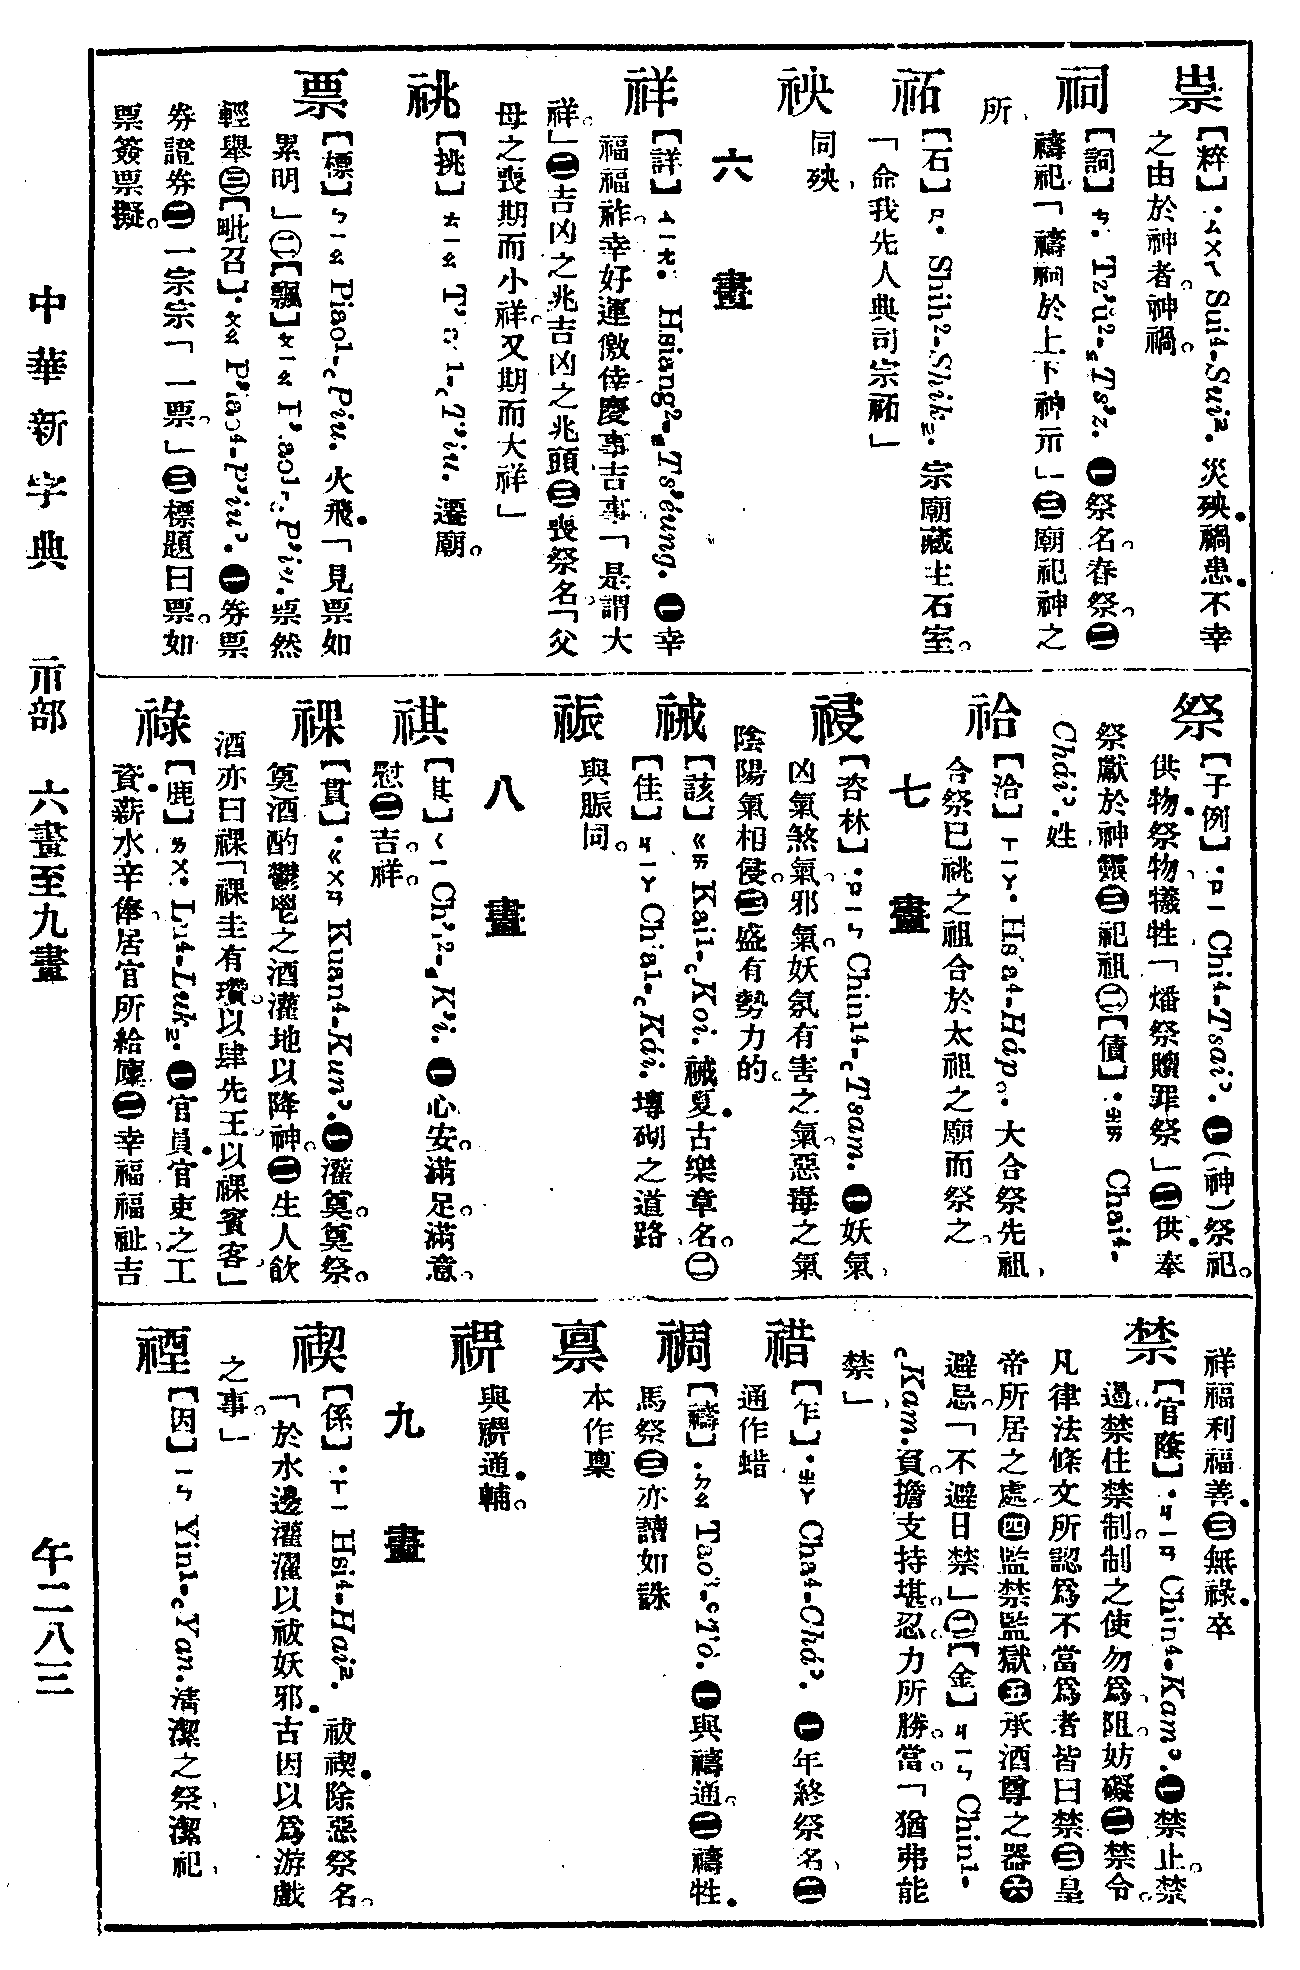 中華新字典　示部　六畫至九畫　午二八三
祟
【粹】·ㄙㄨㄟ Sui⁴-Sui². 災殃禍患不幸
之由於神者。神禍。
祠
【詞】ㄘ. Tz'ŭ²-Ts'z. ㊀祭名。春祭。㊁
禱祀「禱祠於上下神示」㊂廟祀神之
所、
祏
【石】ㄕ. Shih²-Shik. 宗廟藏主石室。
「命我先人典司宗祏」
祑
同殃、
六畫
祥
【詳】ㄙㄧㄤ. Hsiang²-Ts'éung. ㊀幸
福福祚。幸好運徼倖慶事吉事「是謂大
祥。」㊁吉凶之兆吉凶之兆頭㊂喪祭名「父
母之喪期而小祥。又期而大祥」
祧
【挑】ㄊㄧㄠ T'iao¹-T'iu. 遷廟。
票
【標】ㄅㄧㄠ Piao¹-Piu. 火飛「見票如
累明」㊁【飄】ㄆㄧㄠ P'iao¹-P'iu. 票然
輕舉㊂【毗召】·ㄆㄠ P'iao⁴-P'iu. ㊀券票
券證券㊁一宗宗「一票」㊂標題曰票。如
票簽票擬。
祭
【子例】·ㄗㄧ Chi⁴-Tsai. ㊀(神)祭祀。
供物祭物犧牲「燔祭贖罪祭」㊁供奉
祭獻於神靈㊂祀祖㊁【債】·ㄓㄞ Chai⁴-
Chái. 姓
祫
【洽】ㄒㄧㄚ. Hsia⁴-Háp. 大合祭先祖、
合祭已祧之祖合於太祖之廟而祭之、
七畫
祲
【咨林】·ㄗㄧㄣ Chin¹⁴-Tsam. ㊀妖氣、
凶氣煞氣。邪氣。妖氛有害之氣。惡毒之氣
陰陽氣相侵㊁盛有勢力的。
祴
【該】ㄍㄞ Kai¹-Koi. 祴夏古樂章名。㊁
【佳】ㄐㄧㄚ Chia¹-Kái. 塼砌之道路
祳
與脤同。
八畫
祺
【其】ㄑㄧ Ch'i²-K'i. ㊀心安。滿足。滿意。
慰㊁吉。祥。
祼
【貫】·ㄍㄨㄢ Kuan⁴-Kun. ㊀灌奠。奠祭。
奠酒酌鬱鬯之酒灌地以降神。㊁生人飲
酒亦曰祼「祼圭有瓚。以肆先王以祼賓客」
祿
【鹿】ㄌㄨ. Lu⁴-Luk. ㊀官員官吏之工
資薪水辛俸。居官所給廩㊁幸福福祉、吉
祥福利福善㊂無祿卒
禁
【官蔭】·ㄐㄧㄣ Chin⁴-Kam. ㊀禁止。禁
遏禁住禁制。制之使勿爲、阻妨礙㊁禁令。
凡律法條文所認爲不當爲者皆曰禁㊂皇
帝所居之處㊃監禁監獄㊄承酒尊之器㊅
避忌「不避日禁」㊁【金】ㄐㄧㄣ Chin¹-
Kam. 負。擔支持堪。忍。力所勝。當。「猶弗能
禁」
䄍
【乍】·ㄓㄚ Cha⁴-Chá. ㊀年終祭名、㊁
通作蜡
禂
【禱】·ㄉㄠ Tao³-Tó. ㊀與禱通。㊁禱牲
馬祭㊂亦讀如誅
禀
本作稟
禆
與裨通輔。
九畫
禊
【係】·ㄒㄧ Hsi⁴-Hai². 祓禊除惡祭名。
「於水邊灌濯以祓妖邪古因以爲游戲
之事。」
禋
【因】ㄧㄣ Yin¹-Yan. 淸潔之祭、潔祀、